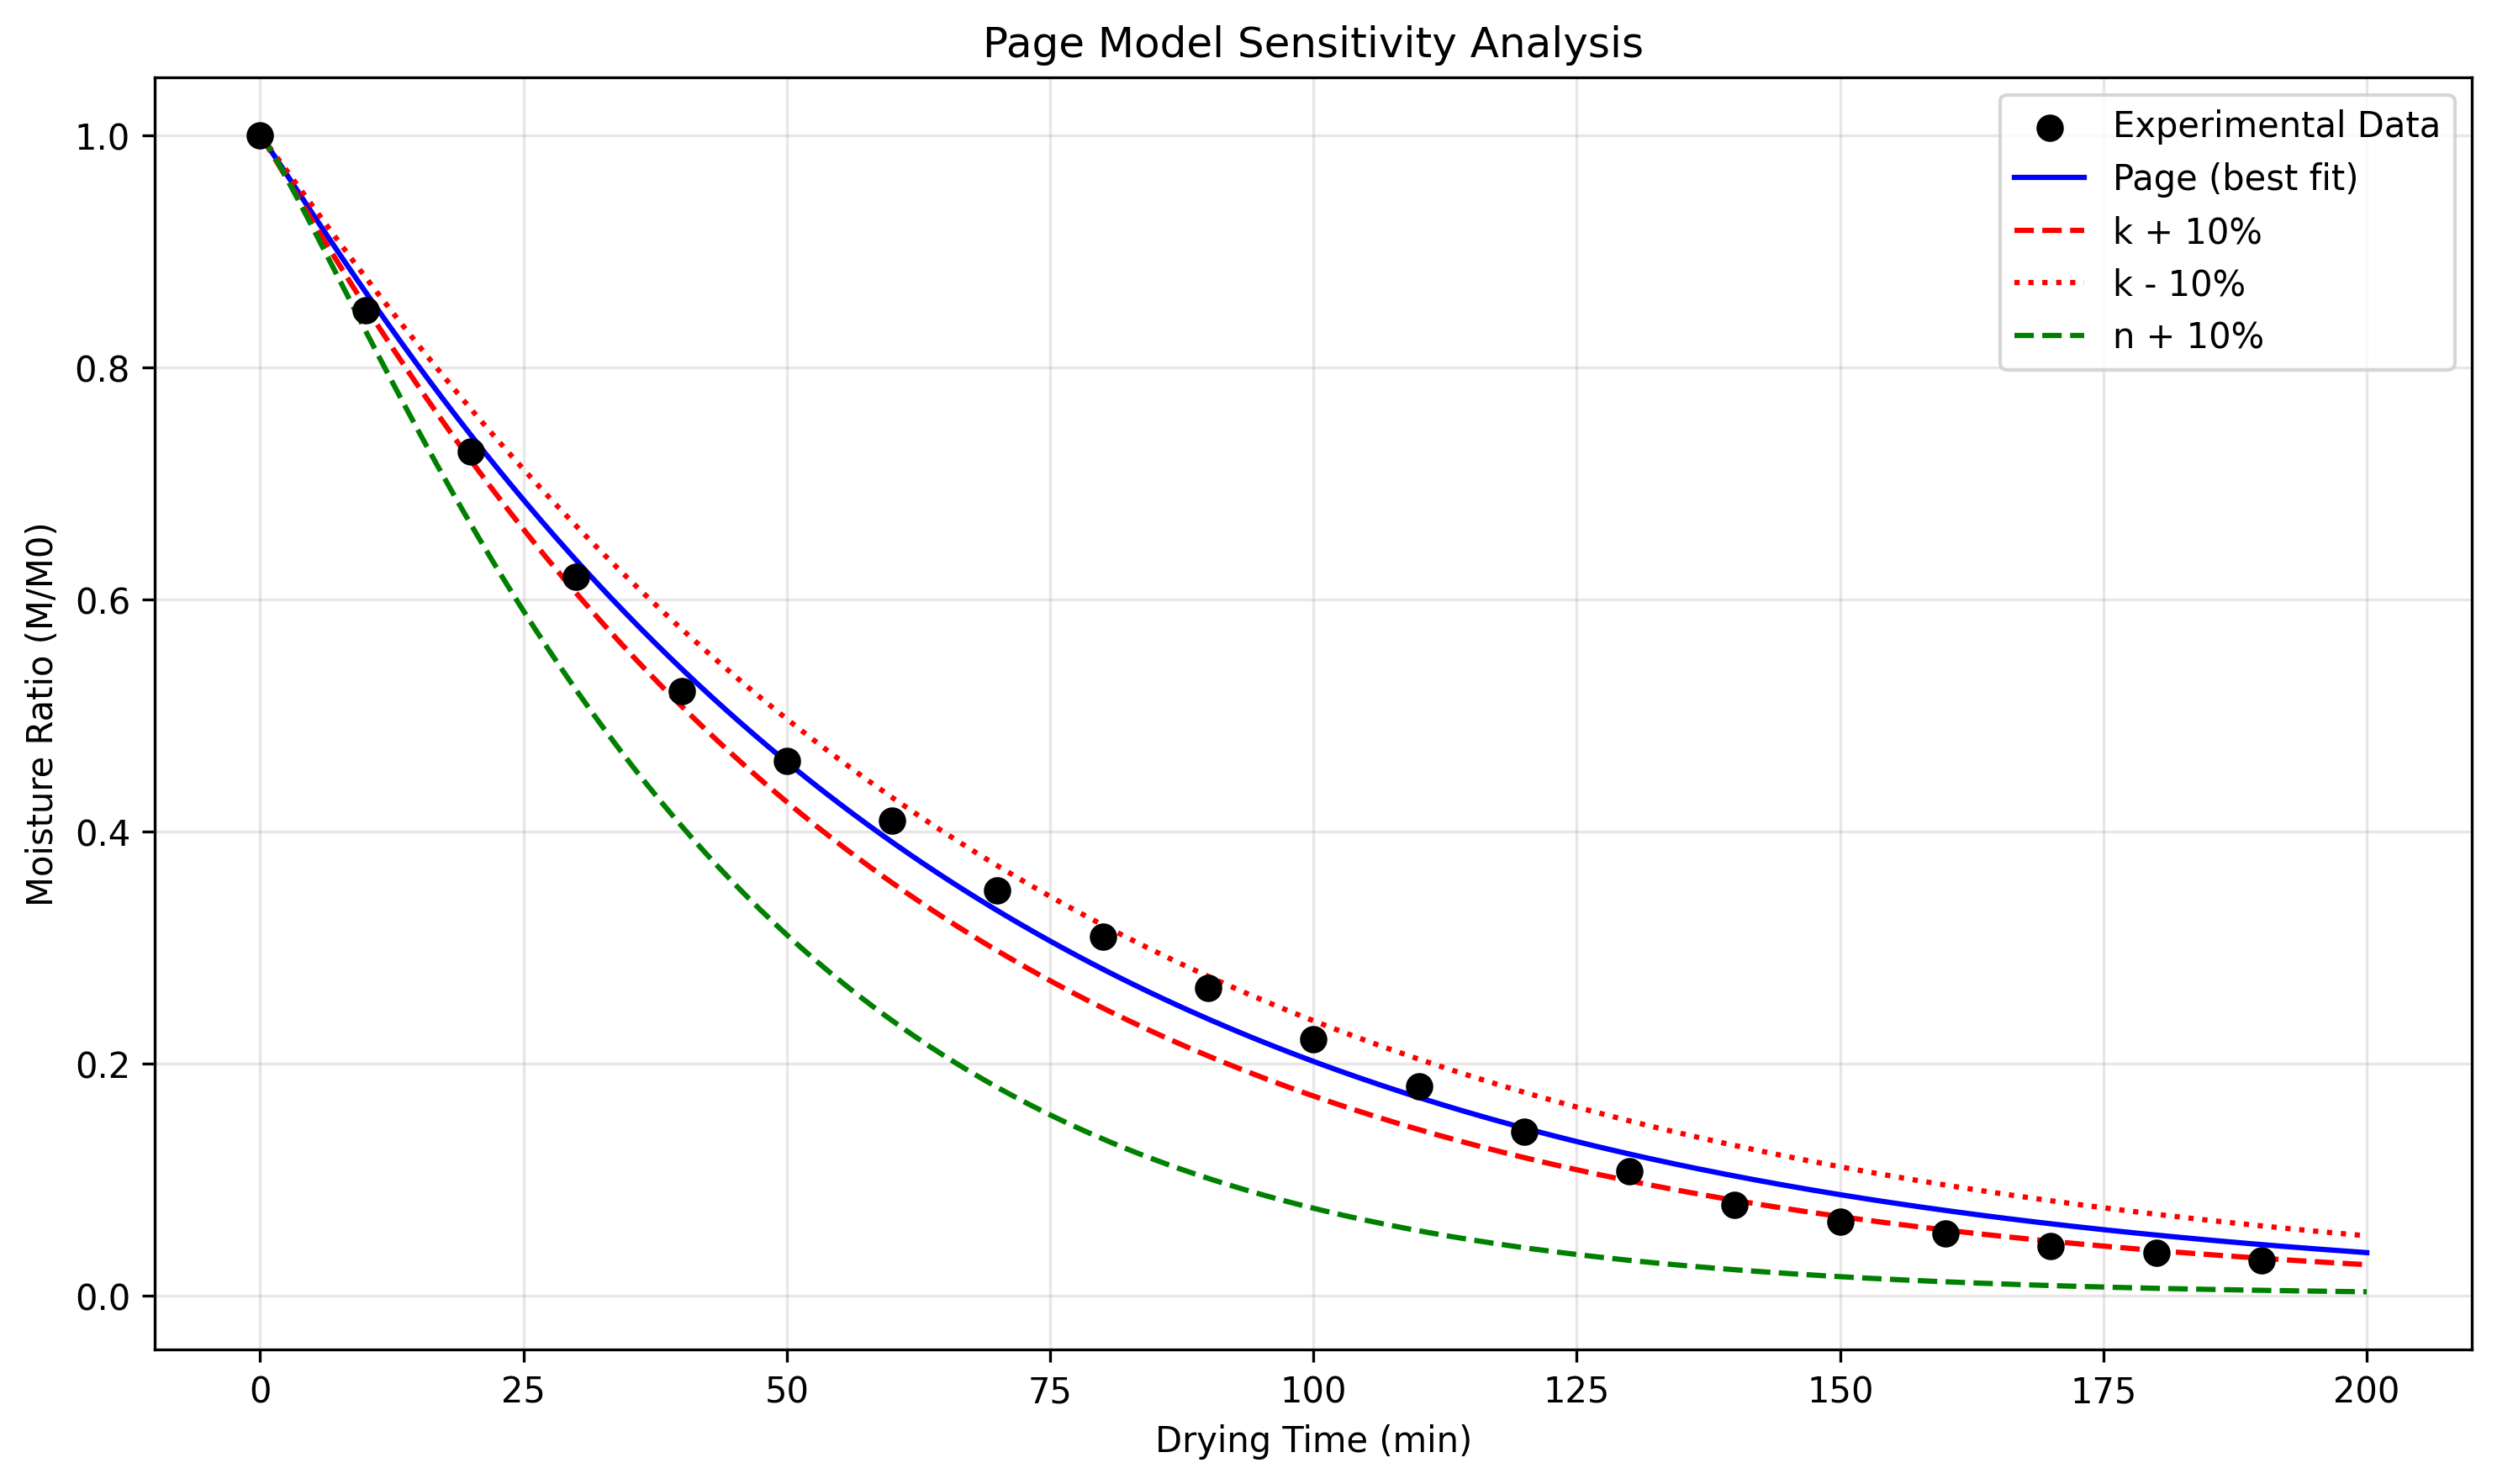 Page Model Sensitivity Analysis
Experimental Data
Page (best fit)
k + 10%
k - 10%
n + 10%
Moisture Ratio (M/M0)
1.0
0.8
0.6
0.4
0.2
0.0
0 25 50 75 100 125 150 175 200
Drying Time (min)